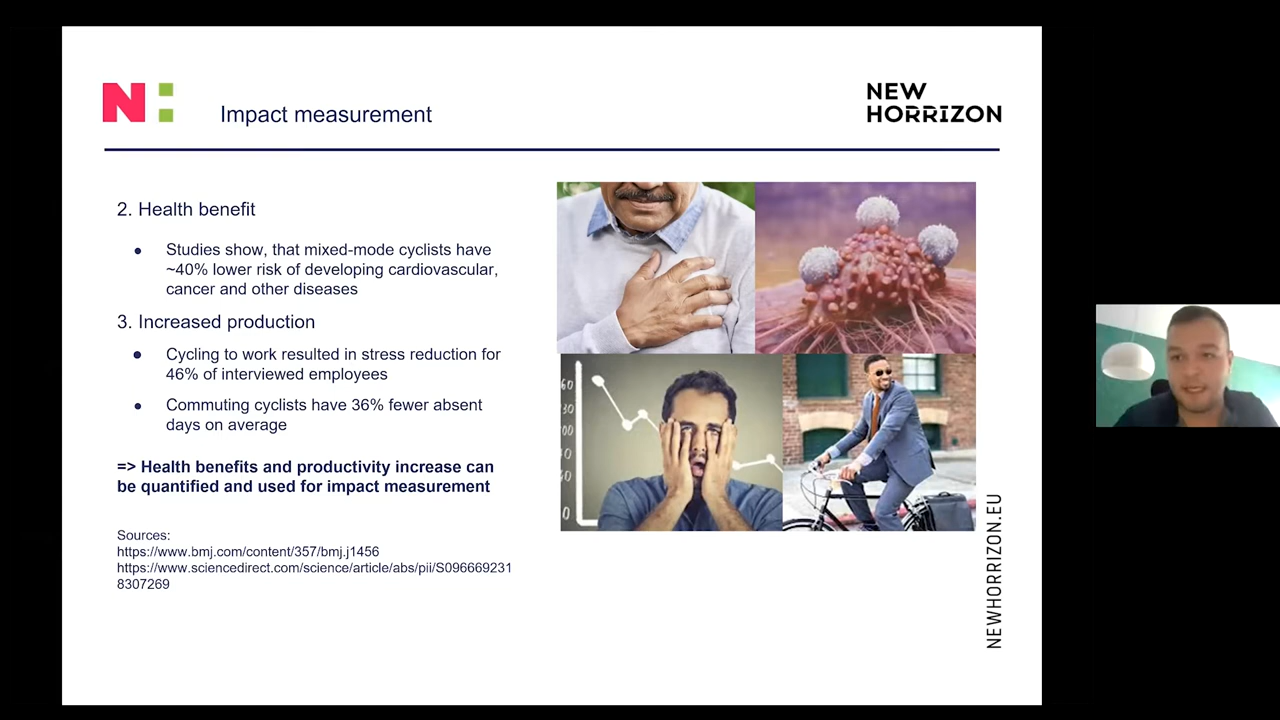 N:
Impact measurement
NEW
HORRIZON
2. Health benefit
● Studies show, that mixed-mode cyclists have
~40% lower risk of developing cardiovascular,
cancer and other diseases
3. Increased production
● Cycling to work resulted in stress reduction for
46% of interviewed employees
● Commuting cyclists have 36% fewer absent
days on average
=> Health benefits and productivity increase can
be quantified and used for impact measurement
Sources:
https://www.bmj.com/content/357/bmj.j1456
https://www.sciencedirect.com/science/article/abs/pii/S096669231
8307269
NEWHORRIZON.EU